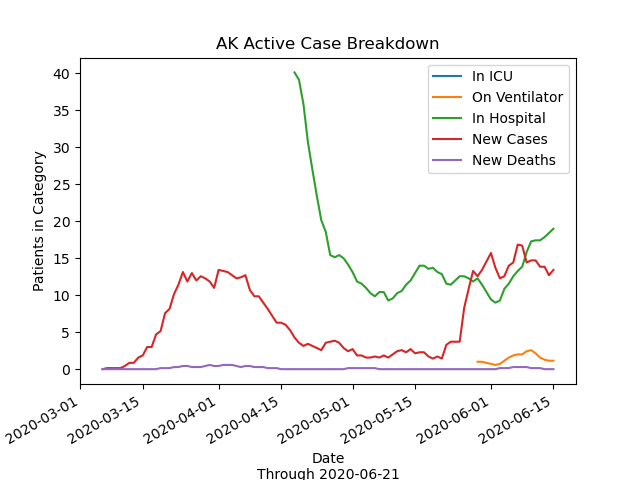 AK Active Case Breakdown
Patients in Category
40
35
30
25
20
15
10
5
0
In ICU
On Ventilator
In Hospital
New Cases
New Deaths
2020-03-01
2020-03-15
2020-04-01
2020-04-15
2020-05-01
2020-05-15
2020-06-01
2020-06-15
Date
Through 2020-06-21